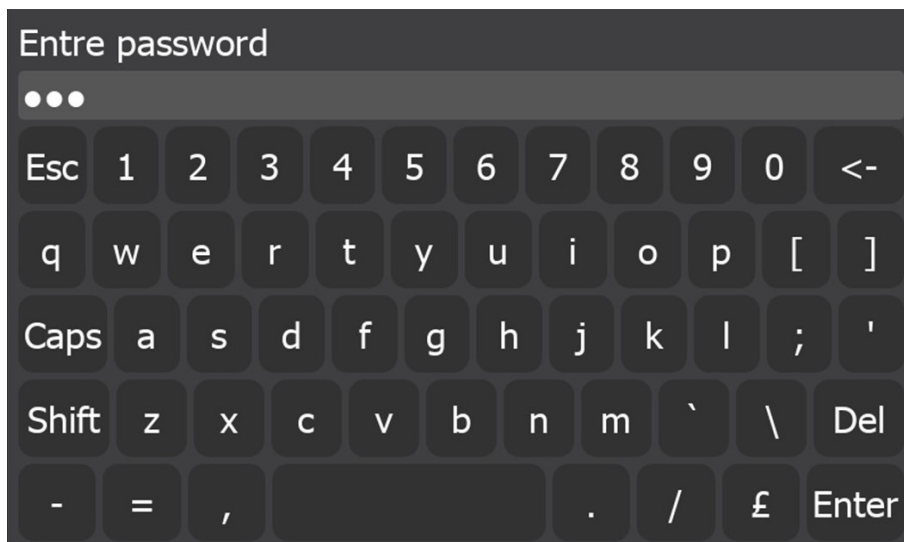 Entre password
●●●
Esc 1 2 3 4 5 6 7 8 9 0 <-
q w e r t y u i o p [ ]
Caps a s d f g h j k l ; '
Shift z x c v b n m ` \ Del
- = , . / £ Enter